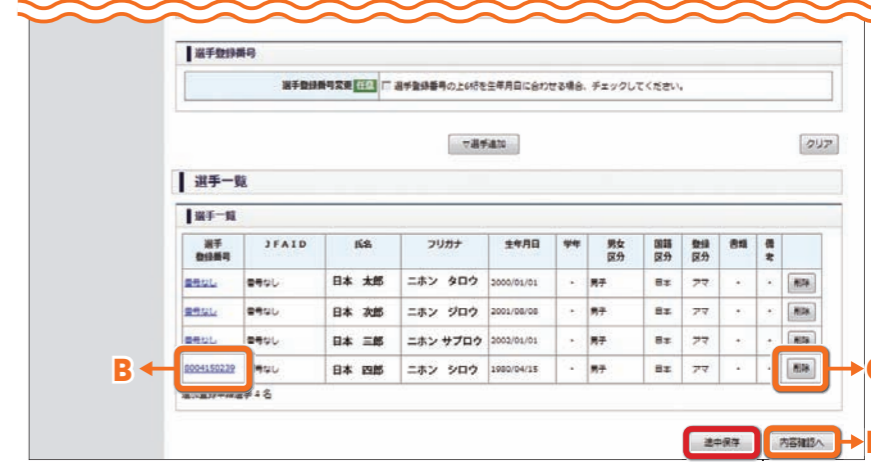 選手登録番号
選手登録番号変更 任意 選手登録番号の上6桁を生年月日に合わせる場合、チェックしてください。
▽選手追加 クリア
選手一覧
選手一覧
選手登録番号 JFAID 氏名 フリガナ 生年月日 学年 男女区分 国籍区分 登録区分 書類 備考
番号なし 番号なし 日本 太郎 ニホン タロウ 2000/01/01 - 男子 日本 アマ - - 削除
番号なし 番号なし 日本 次郎 ニホン ジロウ 2001/08/08 - 男子 日本 アマ - - 削除
番号なし 番号なし 日本 三郎 ニホン サブロウ 2002/01/01 - 男子 日本 アマ - - 削除
B 8004150239 番号なし 日本 四郎 ニホン シロウ 1980/04/15 - 男子 日本 アマ - - 削除
選手4名
途中保存 内容確認へ